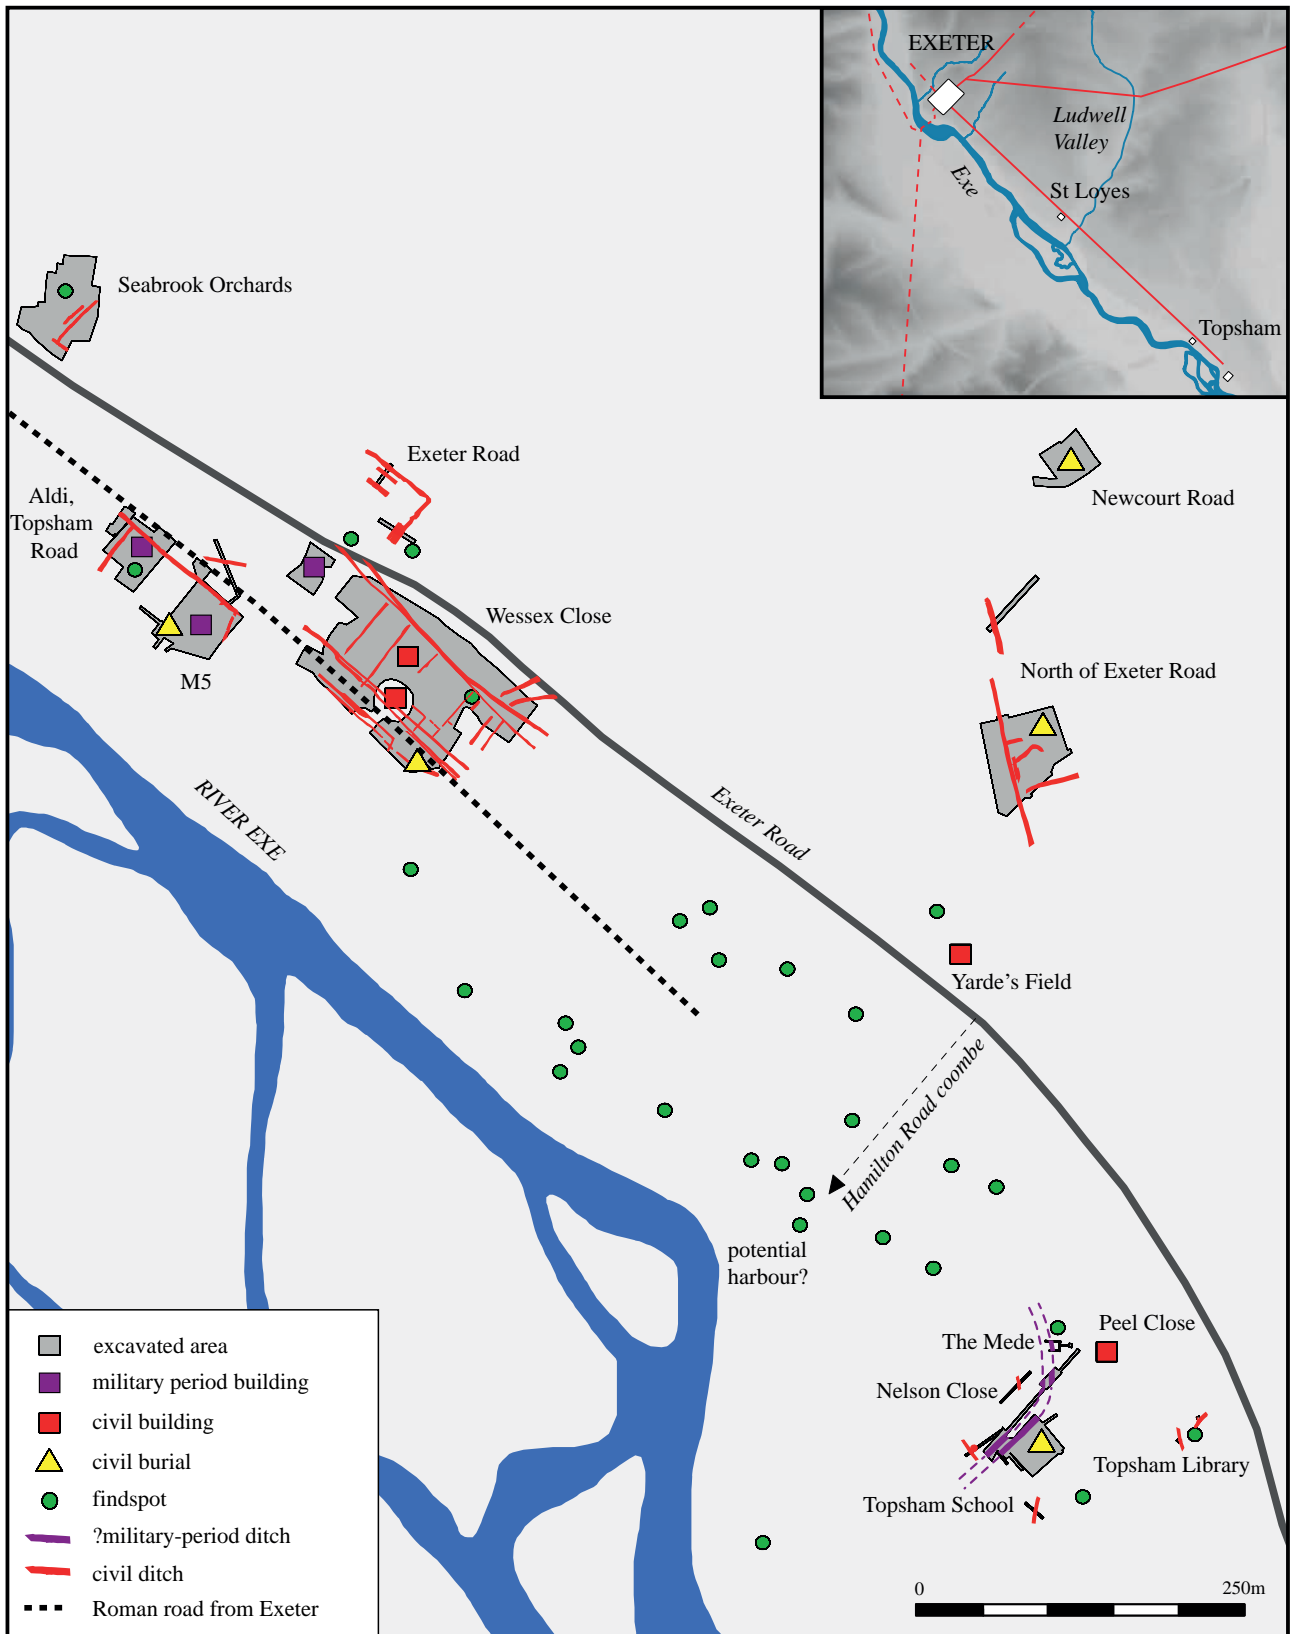 EXETER
Ludwell
Valley
Exe
St Loyes
Topsham
Seabrook Orchards
Exeter Road
Newcourt Road
Aldi,
Topsham
Road
Wessex Close
M5
North of Exeter Road
RIVER EXE
Exeter Road
Yarde's Field
Hamilton Road coombe
potential
harbour?
The Mede
Peel Close
Nelson Close
Topsham Library
Topsham School
excavated area
military period building
civil building
civil burial
findspot
?military-period ditch
civil ditch
Roman road from Exeter
0 250m